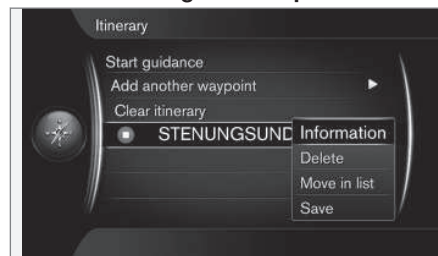 Itinerary
Start guidance
Add another waypoint
Clear itinerary
STENUNGSUND
Information
Delete
Move in list
Save